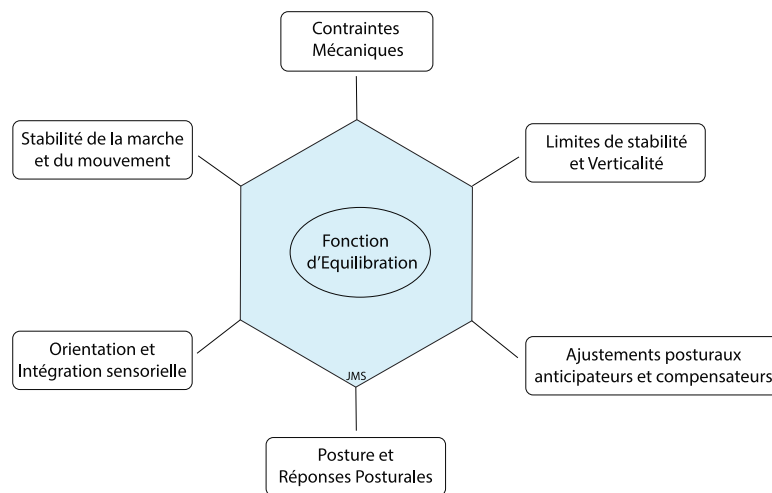 Contraintes
Mécaniques
Stabilité de la marche
et du mouvement
Limites de stabilité
et Verticalité
Fonction
d'Equilibration
Orientation et
Intégration sensorielle
Ajustements posturaux
anticipateurs et compensateurs
JMS
Posture et
Réponses Posturales